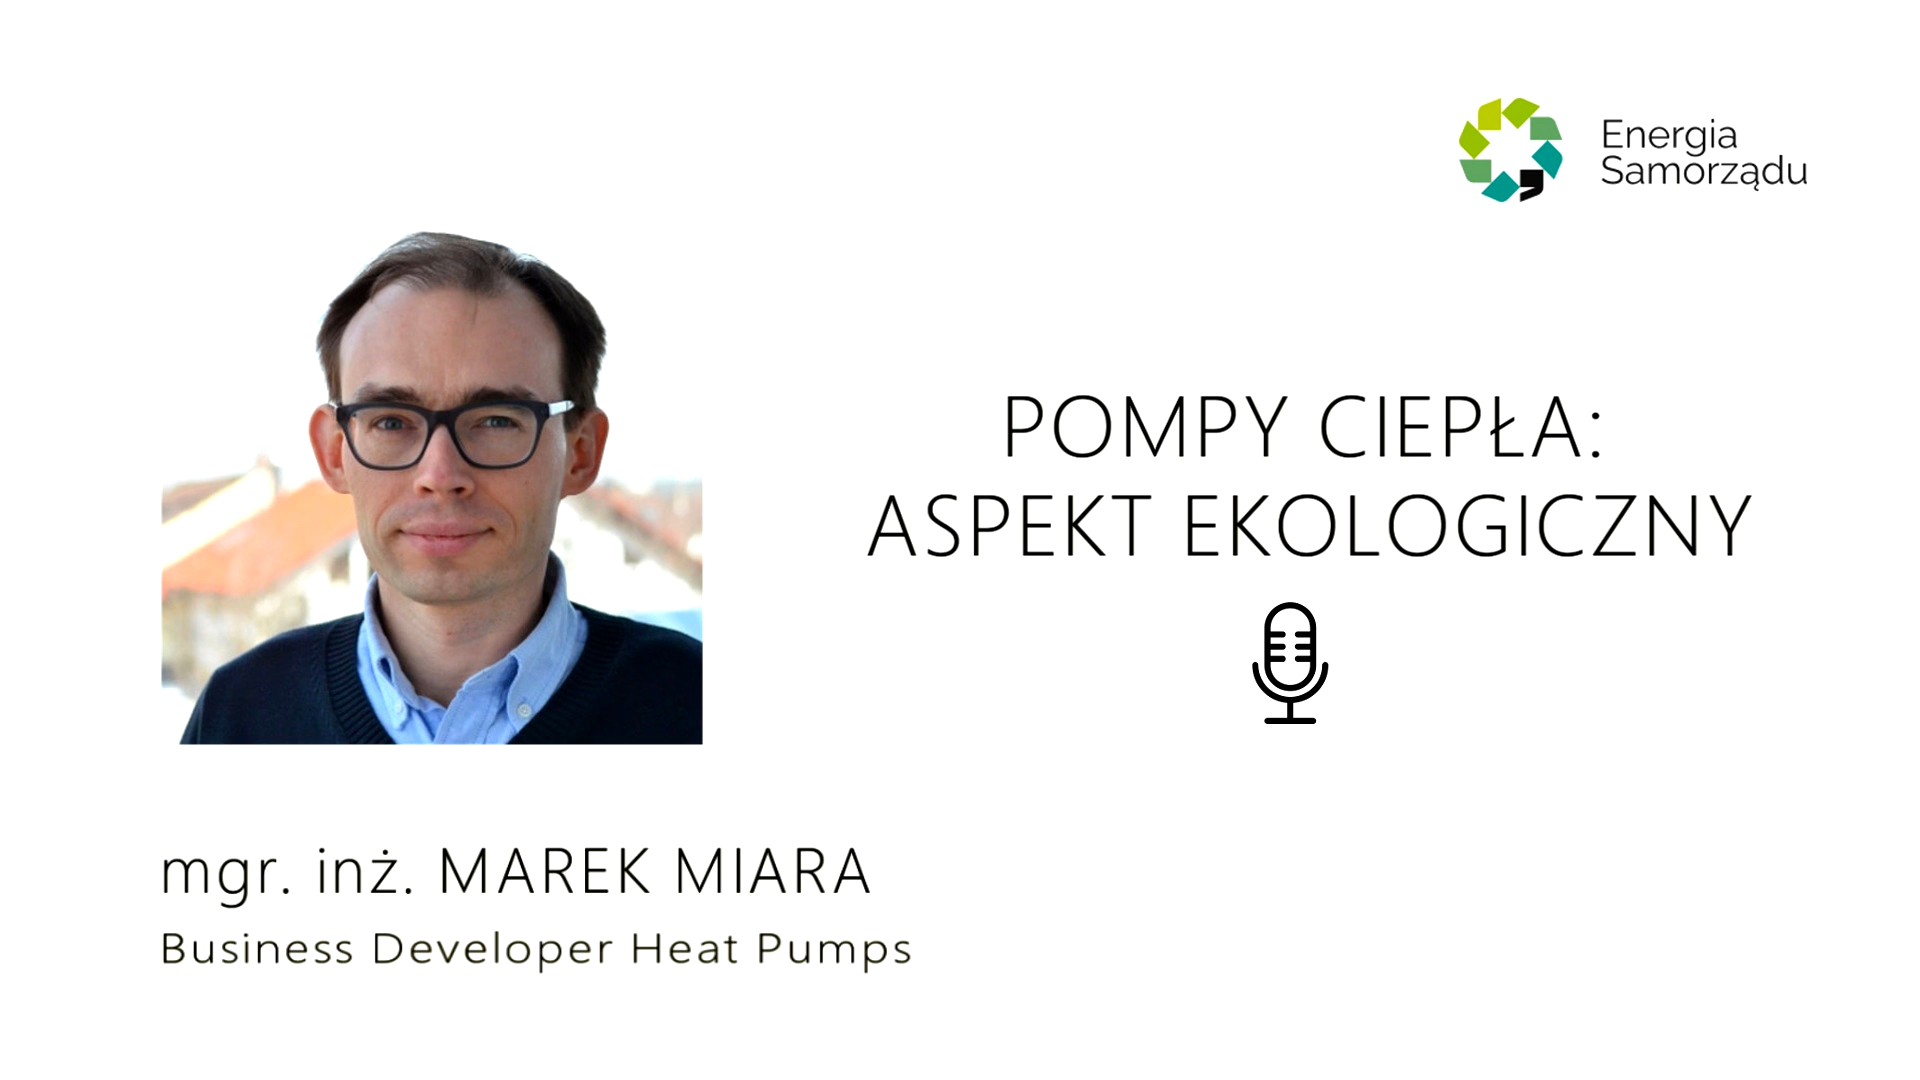 Energia
Samorządu
POMPY CIEPŁA:
ASPEKT EKOLOGICZNY
mgr. inż. MAREK MIARA
Business Developer Heat Pumps